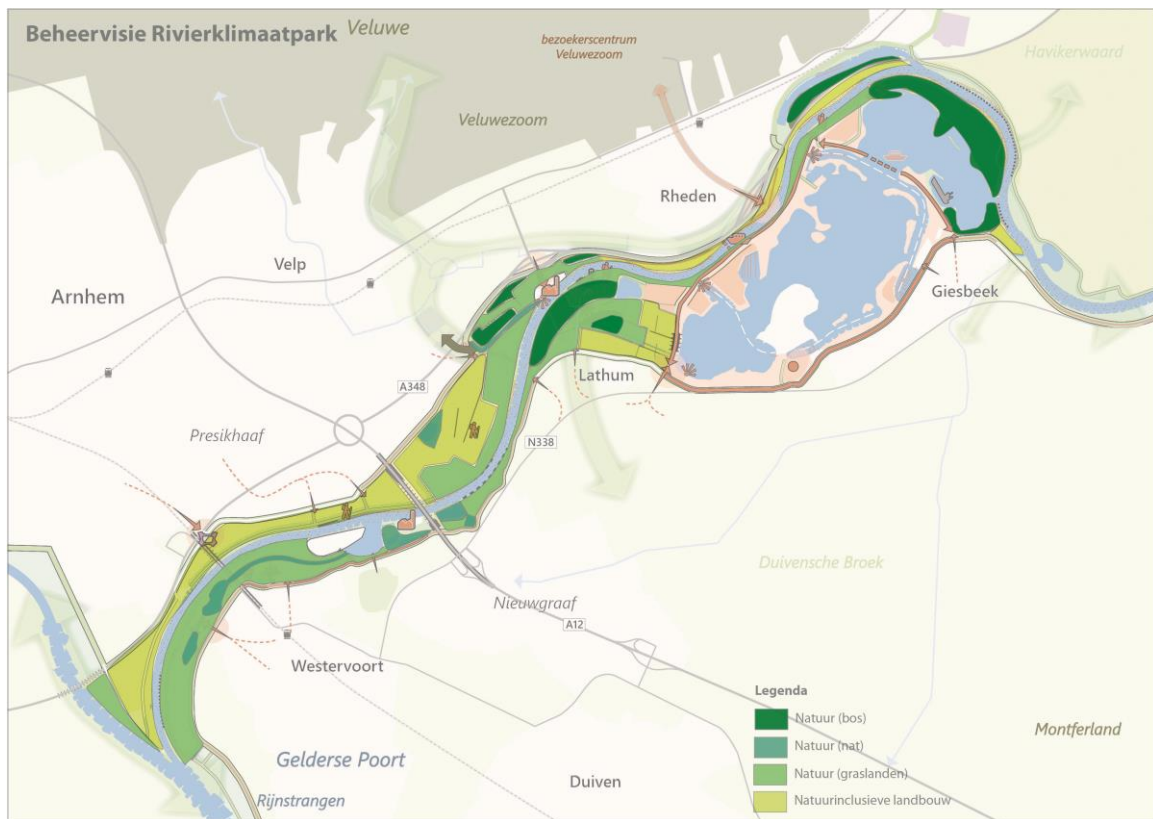 Beheervisie Rivierklimaatpark
Veluwe
bezoekerscentrum
Veluwezoom
Havikerwaard
Veluwezoom
Rheden
Velp
Arnhem
Giesbeek
A348
Lathum
Presikhaaf
N338
Duivensche Broek
Nieuwgraaf
A12
Westervoort
Legenda
Natuur (bos)
Natuur (nat)
Natuur (graslanden)
Natuurinclusieve landbouw
Montferland
Gelderse Poort
Duiven
Rijnstrangen